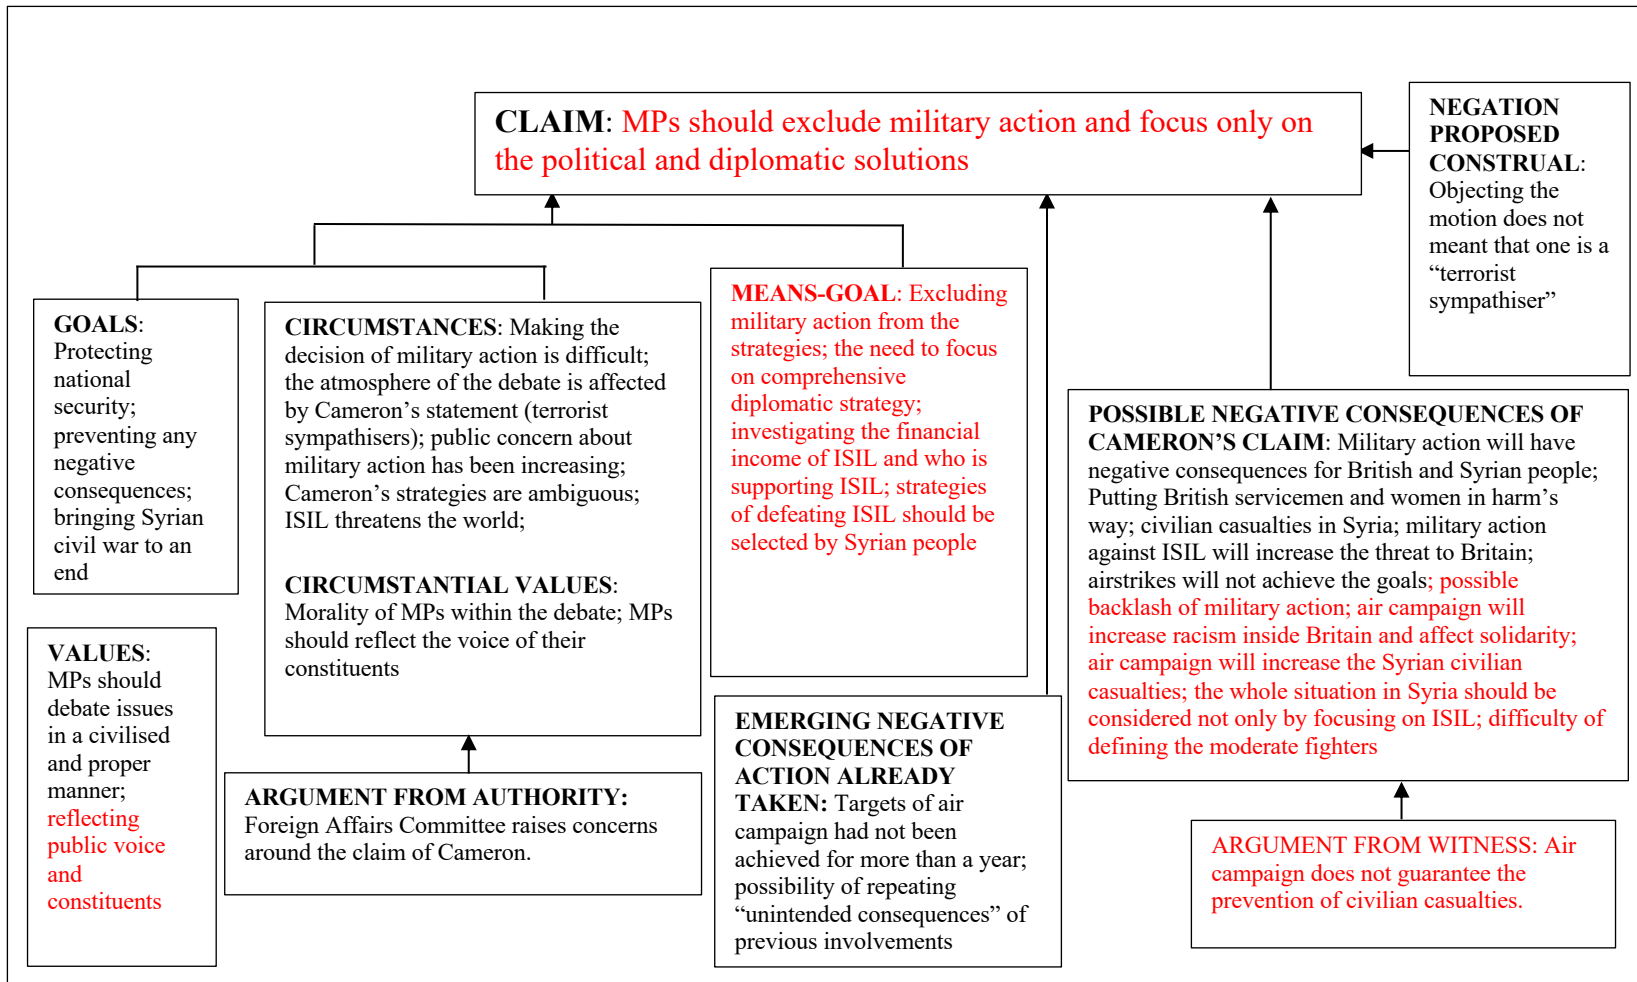 CLAIM: MPs should exclude military action and focus only on
the political and diplomatic solutions
NEGATION
PROPOSED
CONSTRUAL:
Objecting the
motion does not
meant that one is a
“terrorist
sympathiser”
GOALS:
Protecting
national
security;
preventing any
negative
consequences;
bringing Syrian
civil war to an
end
CIRCUMSTANCES: Making the
decision of military action is difficult;
the atmosphere of the debate is affected
by Cameron’s statement (terrorist
sympathisers); public concern about
military action has been increasing;
Cameron’s strategies are ambiguous;
ISIL threatens the world;
CIRCUMSTANTIAL VALUES:
Morality of MPs within the debate; MPs
should reflect the voice of their
constituents
MEANS-GOAL: Excluding
military action from the
strategies; the need to focus
on comprehensive
diplomatic strategy;
investigating the financial
income of ISIL and who is
supporting ISIL; strategies
of defeating ISIL should be
selected by Syrian people
POSSIBLE NEGATIVE CONSEQUENCES OF
CAMERON’S CLAIM: Military action will have
negative consequences for British and Syrian people;
Putting British servicemen and women in harm’s
way; civilian casualties in Syria; military action
against ISIL will increase the threat to Britain;
airstrikes will not achieve the goals; possible
backlash of military action; air campaign will
increase racism inside Britain and affect solidarity;
air campaign will increase the Syrian civilian
casualties; the whole situation in Syria should be
considered not only by focusing on ISIL; difficulty of
defining the moderate fighters
VALUES:
MPs should
debate issues
in a civilised
and proper
manner;
reflecting
public voice
and
constituents
ARGUMENT FROM AUTHORITY:
Foreign Affairs Committee raises concerns
around the claim of Cameron.
EMERGING NEGATIVE
CONSEQUENCES OF
ACTION ALREADY
TAKEN: Targets of air
campaign had not been
achieved for more than a year;
possibility of repeating
“unintended consequences” of
previous involvements
ARGUMENT FROM WITNESS: Air
campaign does not guarantee the
prevention of civilian casualties.